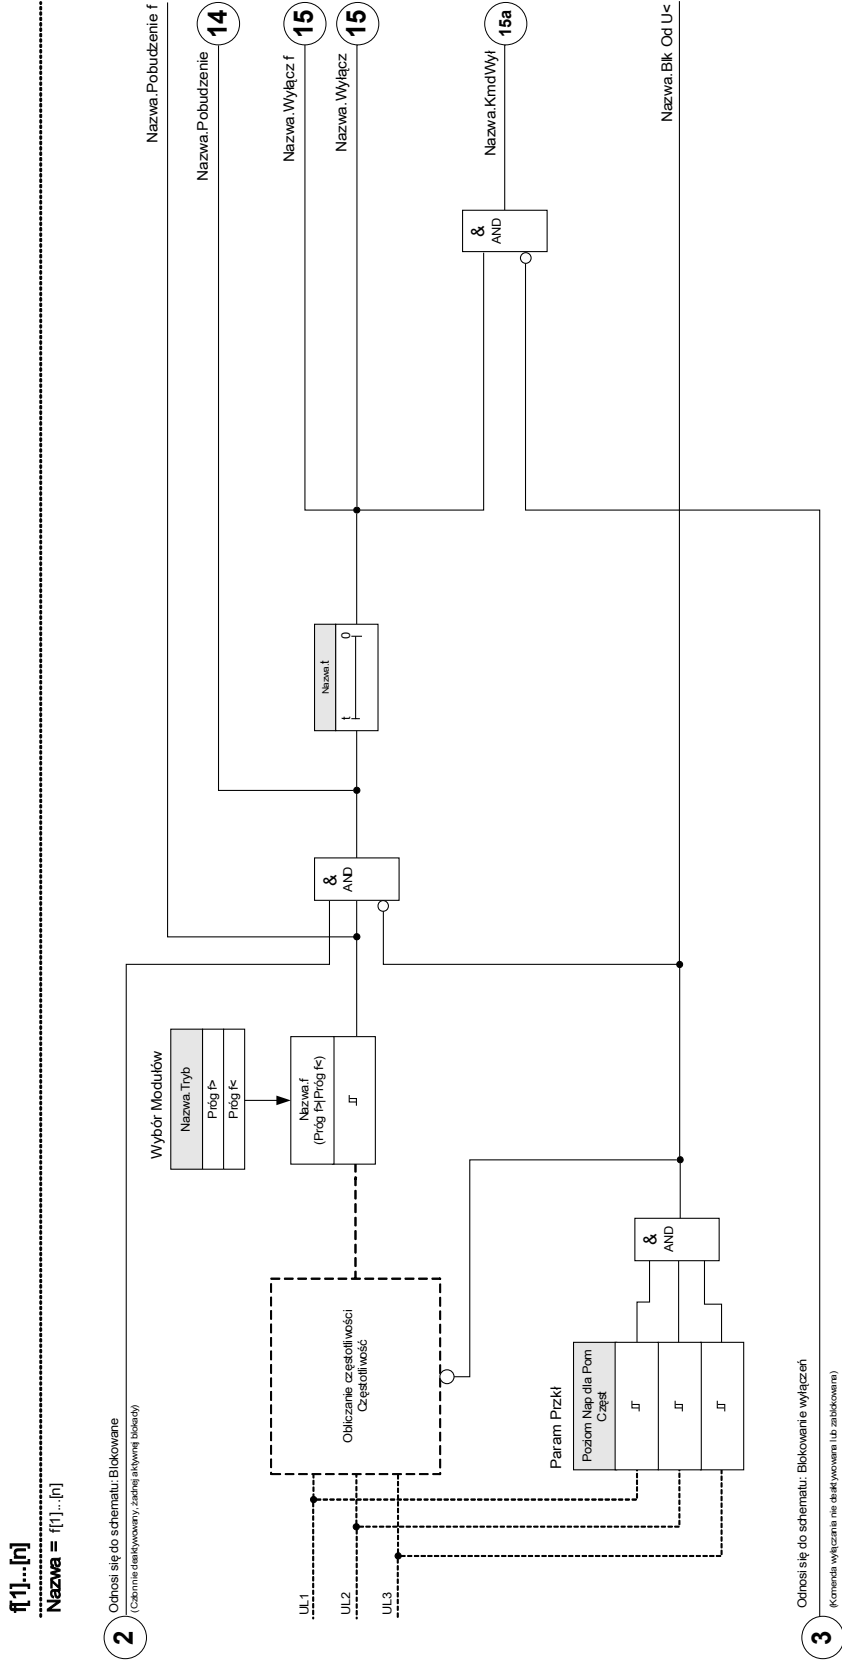 f[1]...[n]
Nazwa = f[1]...[n]
2
Odnosi się do schematu: Blokowane
(Człon nie deaktywowany, żadnej aktywnej blokady)
Nazwa.Pobudzenie f
Nazwa.Pobudzenie
14
Nazwa.Wyłącz f
15
Nazwa.Wyłącz
15
Nazwa.KmdWył
15a
Nazwa.Blk Od U<
Wybór Modułów
Nazwa.Tryb
Próg f>
Próg f<
Nazwa.f
(Próg f>|Próg f<)
&
AND
Nazwa.t
t
0
&
AND
Obliczanie częstotliwości
Częstotliwość
UL1
UL2
UL3
Param Przkł
Poziom Nap dla Pom
Częst
&
AND
3
Odnosi się do schematu: Blokowanie wyłączeń
(Komenda wyłączania nie deaktywowana lub zablokowana)